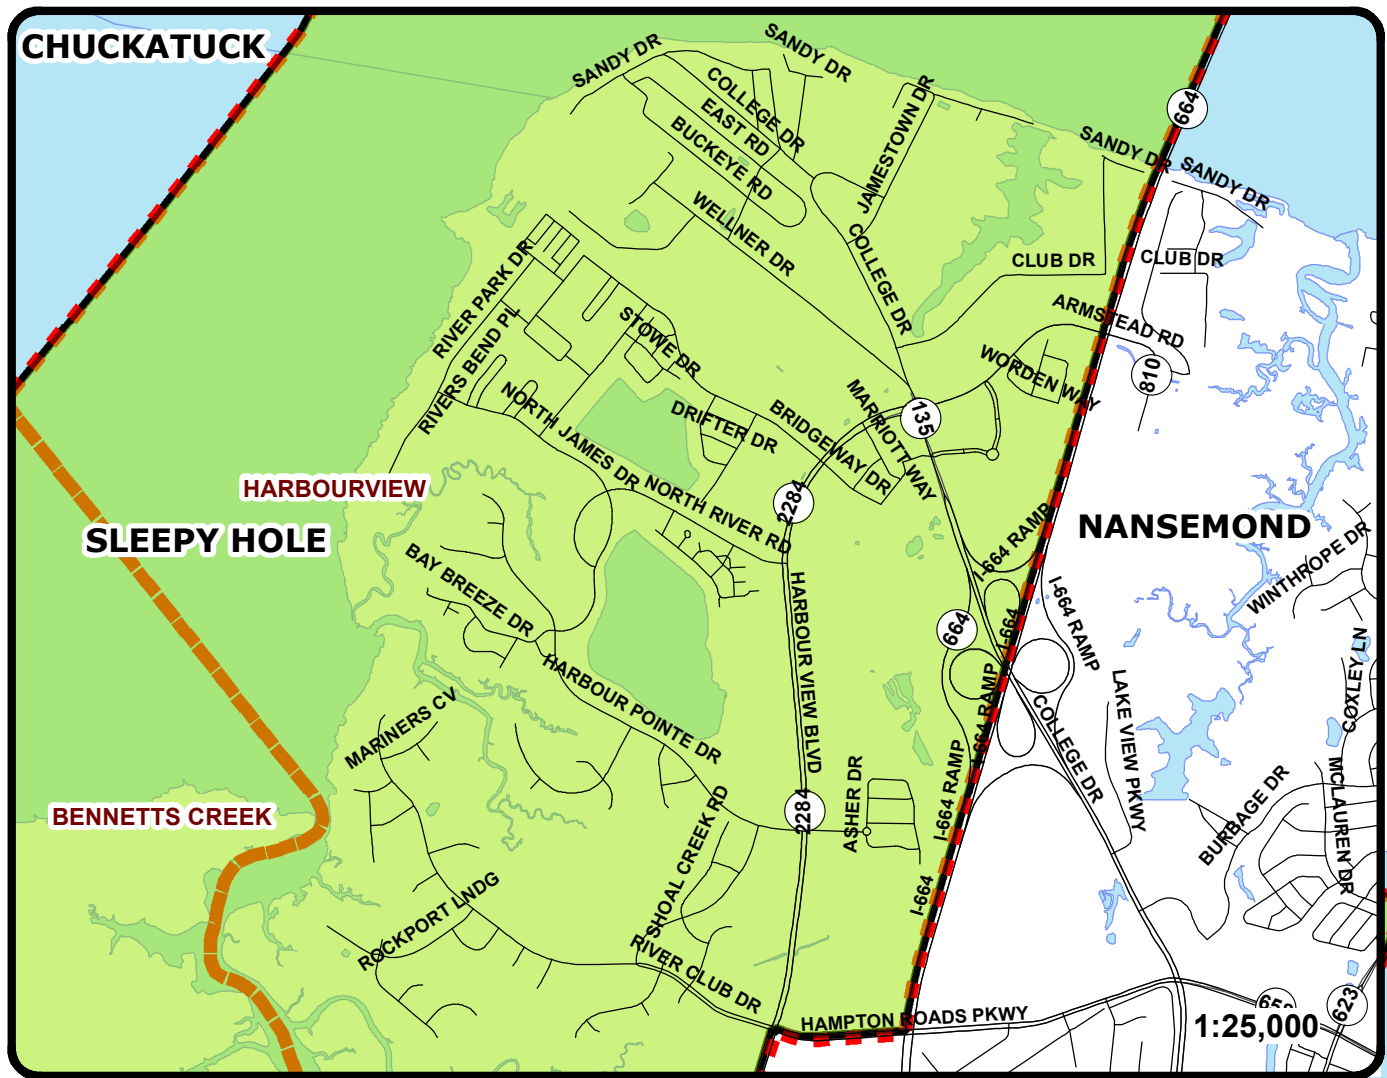 CHUCKATUCK
SANDY DR
SANDY DR
COLLEGE DR
EAST RD
BUCKEYE RD
JAMESTOWN DR
664
SANDY DR
SANDY DR
WELLNER DR
COLLEGE DR
CLUB DR
CLUB DR
RIVER PARK DR
RIVERS BEND PL
STOWE DR
ARMSTEAD RD
WORDEN WAY
810
NORTH JAMES DR
DRIFTER DR
BRIDGEWAY DR
MARRIOTT WAY
135
HARBOURVIEW
SLEEPY HOLE
NORTH RIVER RD
2284
NANSEMOND
I-664 RAMP
WINTHROPE DR
BAY BREEZE DR
HARBOUR VIEW BLVD
664
I-664
I-664 RAMP
COXLEY LN
HARBOUR POINTE DR
MARINERS CV
I-664 RAMP
COLLEGE DR
LAKE VIEW PKWY
BENNETTS CREEK
2284
ASHER DR
I-664 RAMP
BURBAGE DR
MCLAUREN DR
SHOAL CREEK RD
I-664
ROCKPORT LNDG
RIVER CLUB DR
HAMPTON ROADS PKWY
623
1:25,000